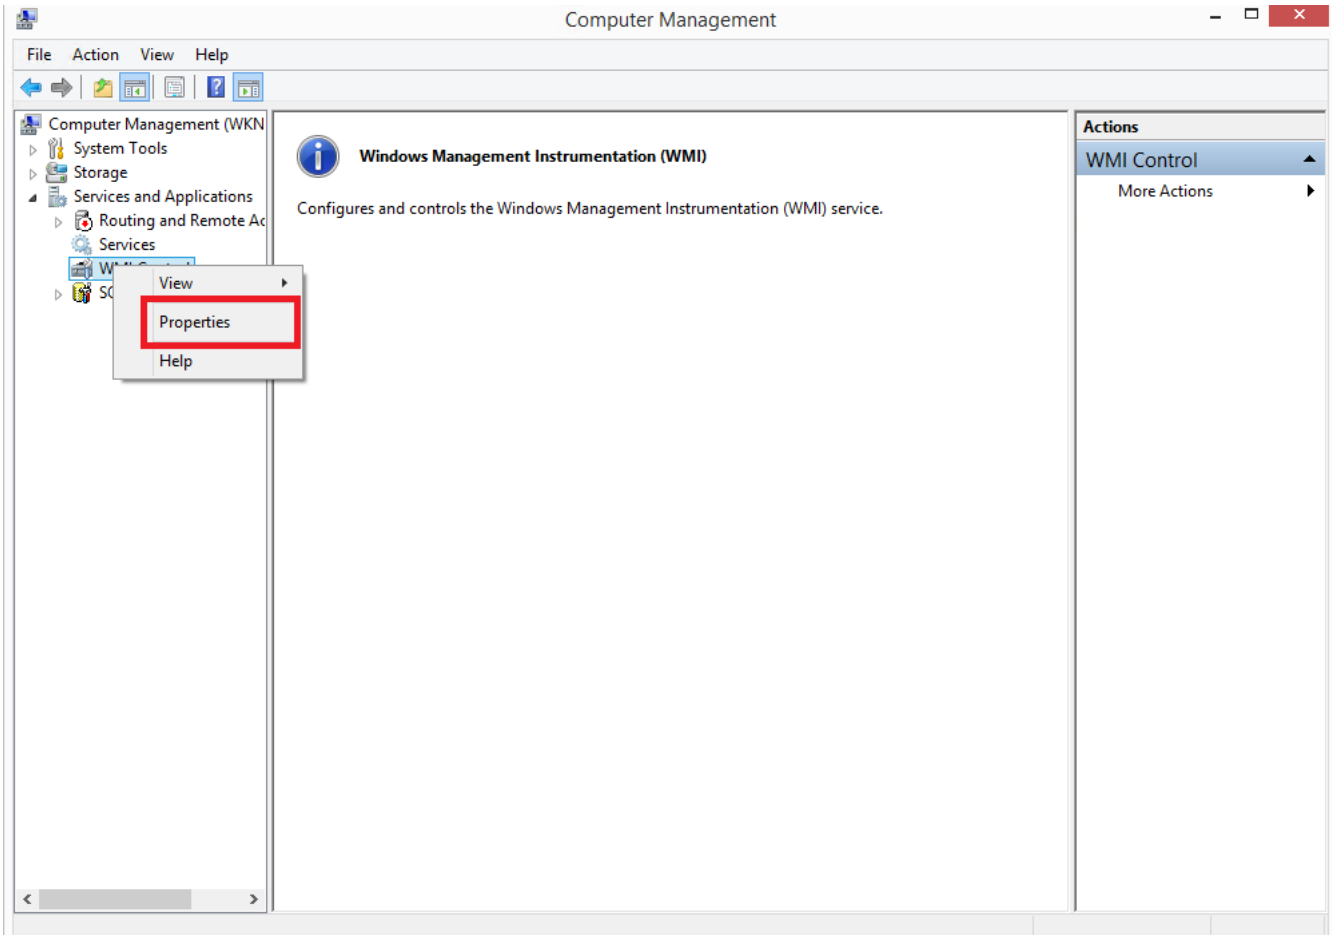 Computer Management
File Action View Help
Computer Management (WKN
System Tools
Storage
Services and Applications
Routing and Remote Ac
Services
View
Properties
Help
Windows Management Instrumentation (WMI)
Configures and controls the Windows Management Instrumentation (WMI) service.
Actions
WMI Control
More Actions